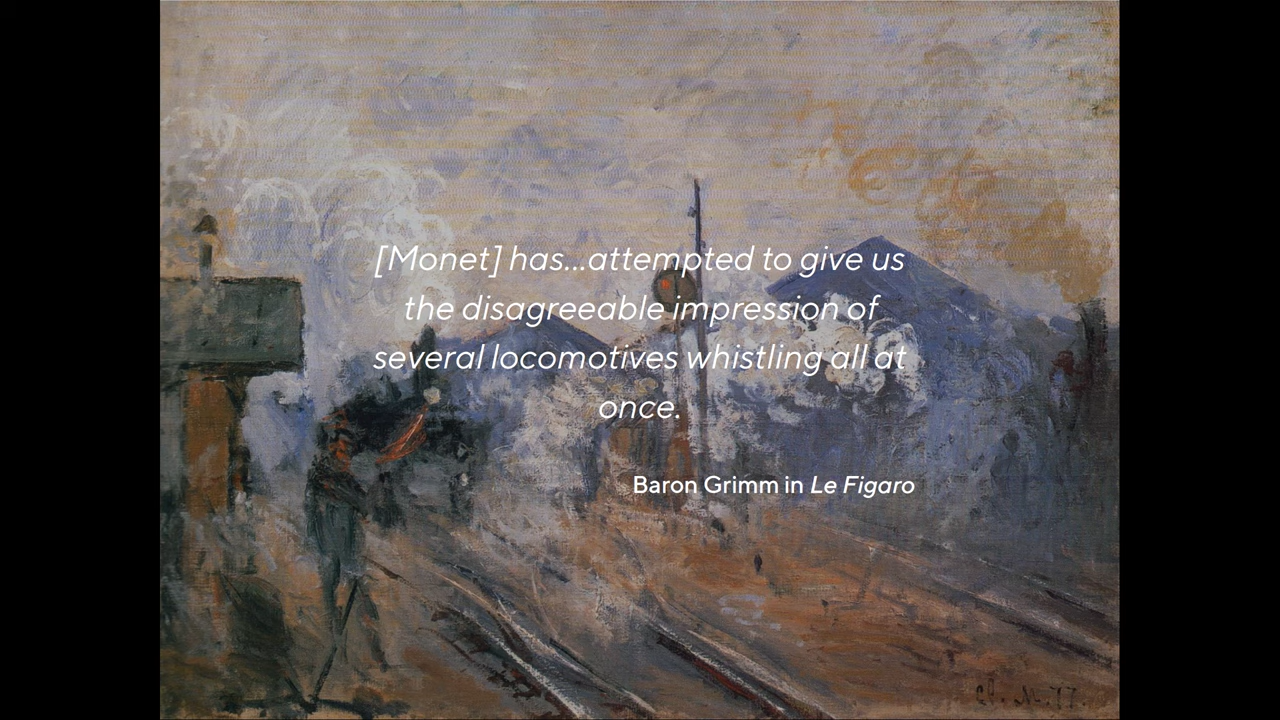 [Monet] has...attempted to give us
the disagreeable impression of
several locomotives whistling all at
once.
Baron Grimm in Le Figaro